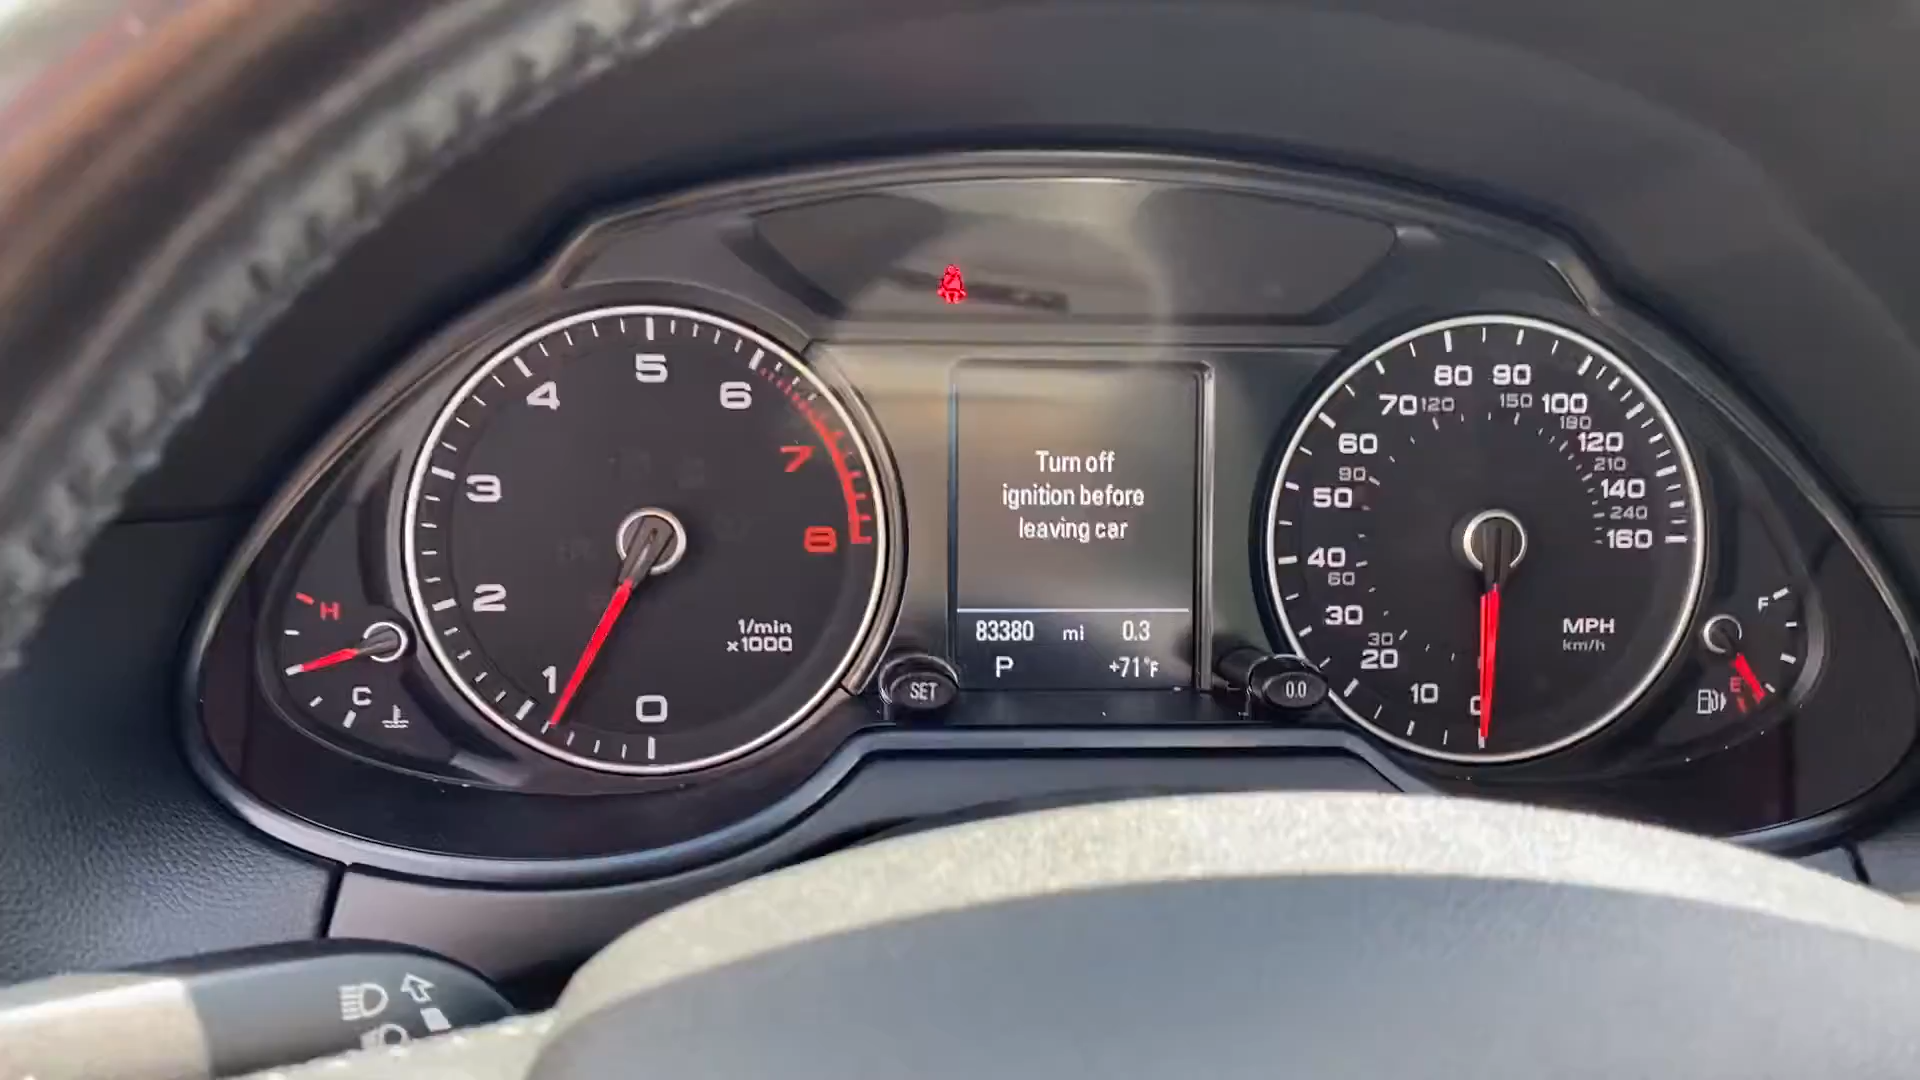 Turn off
ignition before
leaving car
83380 mi 0.3
P +71°F
SET
0.0
0
1
2
3
4
5
6
7
8
1/min
x1000
H
C
10
20
30
40
50
60
70
80
90
100
120
140
160
30
60
90
120
150
180
210
240
MPH
km/h
F
E